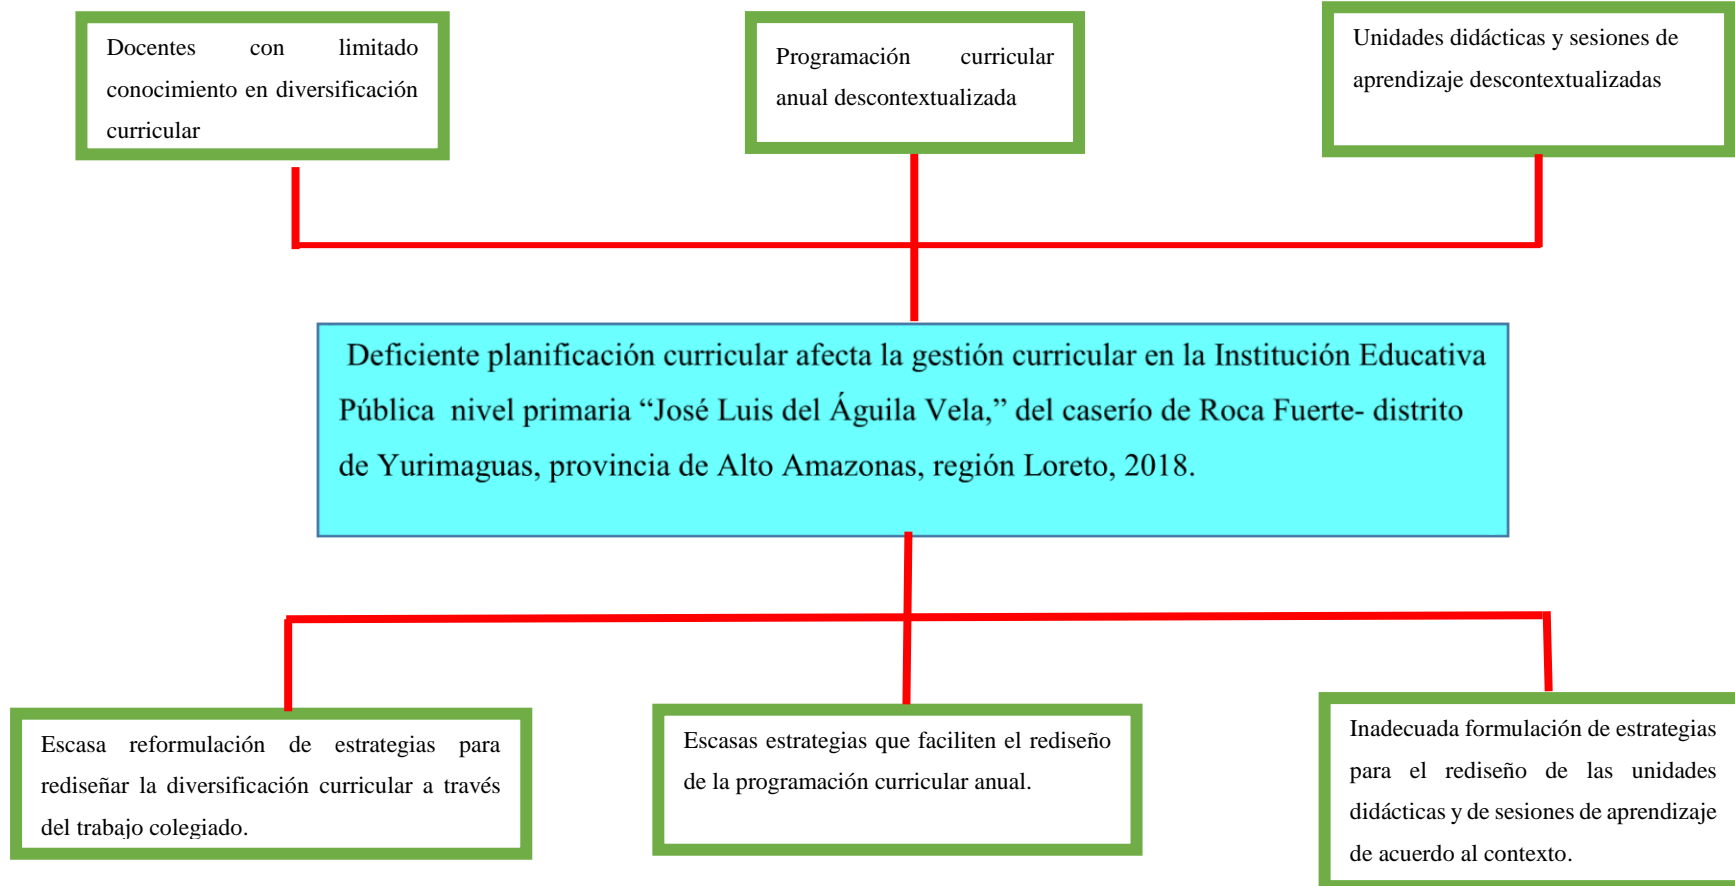 Docentes con limitado
conocimiento en diversificación
curricular
Programación curricular
anual descontextualizada
Unidades didácticas y sesiones de
aprendizaje descontextualizadas
Deficiente planificación curricular afecta la gestión curricular en la Institución Educativa
Pública nivel primaria “José Luis del Águila Vela,” del caserío de Roca Fuerte- distrito
de Yurimaguas, provincia de Alto Amazonas, región Loreto, 2018.
Escasa reformulación de estrategias para
rediseñar la diversificación curricular a través
del trabajo colegiado.
Escasas estrategias que faciliten el rediseño
de la programación curricular anual.
Inadecuada formulación de estrategias
para el rediseño de las unidades
didácticas y de sesiones de aprendizaje
de acuerdo al contexto.